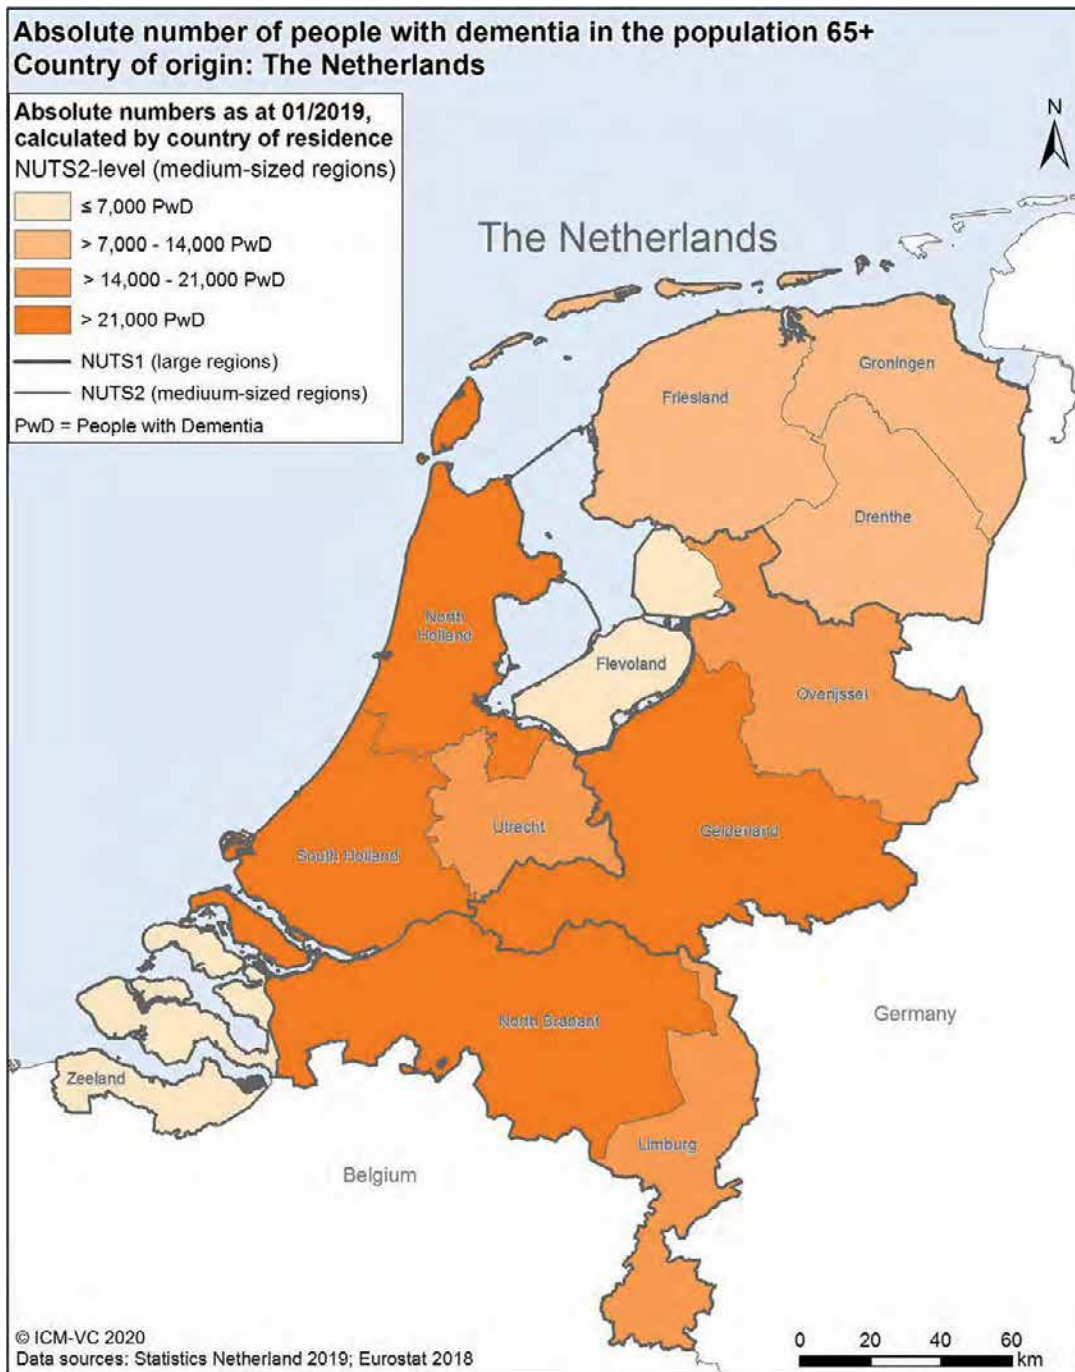 Absolute number of people with dementia in the population 65+
Country of origin: The Netherlands
Absolute numbers as at 01/2019,
calculated by country of residence
NUTS2-level (medium-sized regions)
≤ 7,000 PwD
> 7,000 - 14,000 PwD
> 14,000 - 21,000 PwD
> 21,000 PwD
NUTS1 (large regions)
NUTS2 (mediuum-sized regions)
PwD = People with Dementia
N
The Netherlands
Groningen
Friesland
Drenthe
North
Holland
Flevoland
Overijssel
Utrecht
Gelderland
South Holland
North Brabant
Germany
Zeeland
Limburg
Belgium
© ICM-VC 2020
Data sources: Statistics Netherland 2019; Eurostat 2018
0 20 40 60
km